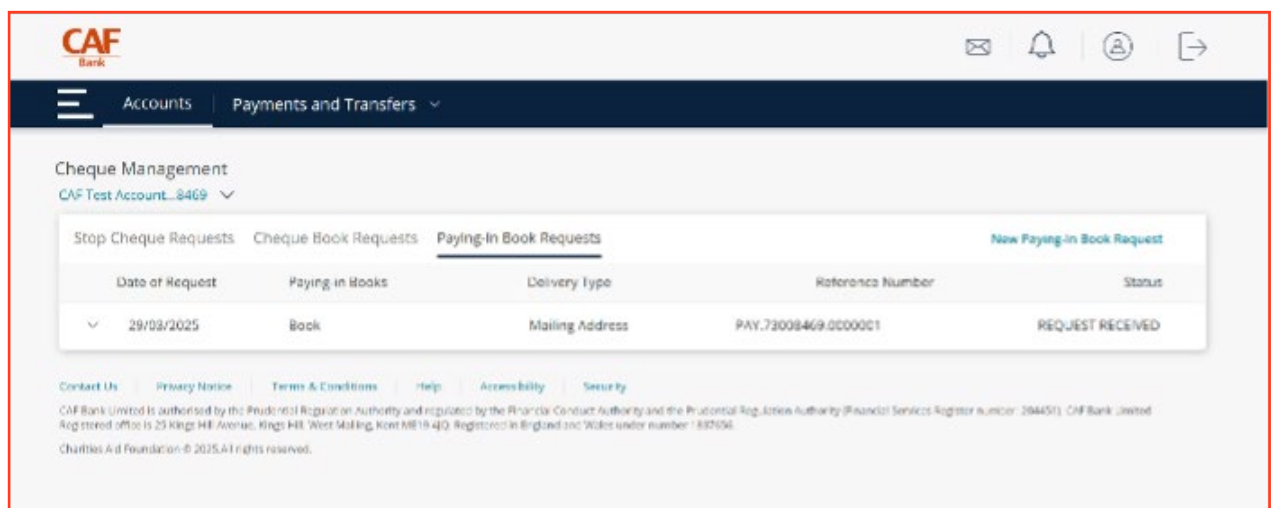 CAF
Bank
Accounts Payments and Transfers
Cheque Management
CAF Test Account...8469
Stop Cheque Requests Cheque Book Requests Paying-In Book Requests New Paying-In Book Request
Date of Request Paying-in Books Delivery Type Reference Number Status
29/03/2025 Book Mailing Address PAY.73008469.0000001 REQUEST RECEIVED
Contact Us Privacy Notice Terms & Conditions Help Accessibility Security
CAF Bank Limited is authorised by the Prudential Regulation Authority and regulated by the Financial Conduct Authority and the Prudential Regulation Authority (Financial Services Register number 204451). CAF Bank Limited
Registered office is 25 Kings Hill Avenue, Kings Hill, West Malling, Kent ME19 4JQ. Registered in England and Wales under number 1837656.
Charities Aid Foundation © 2025.All rights reserved.